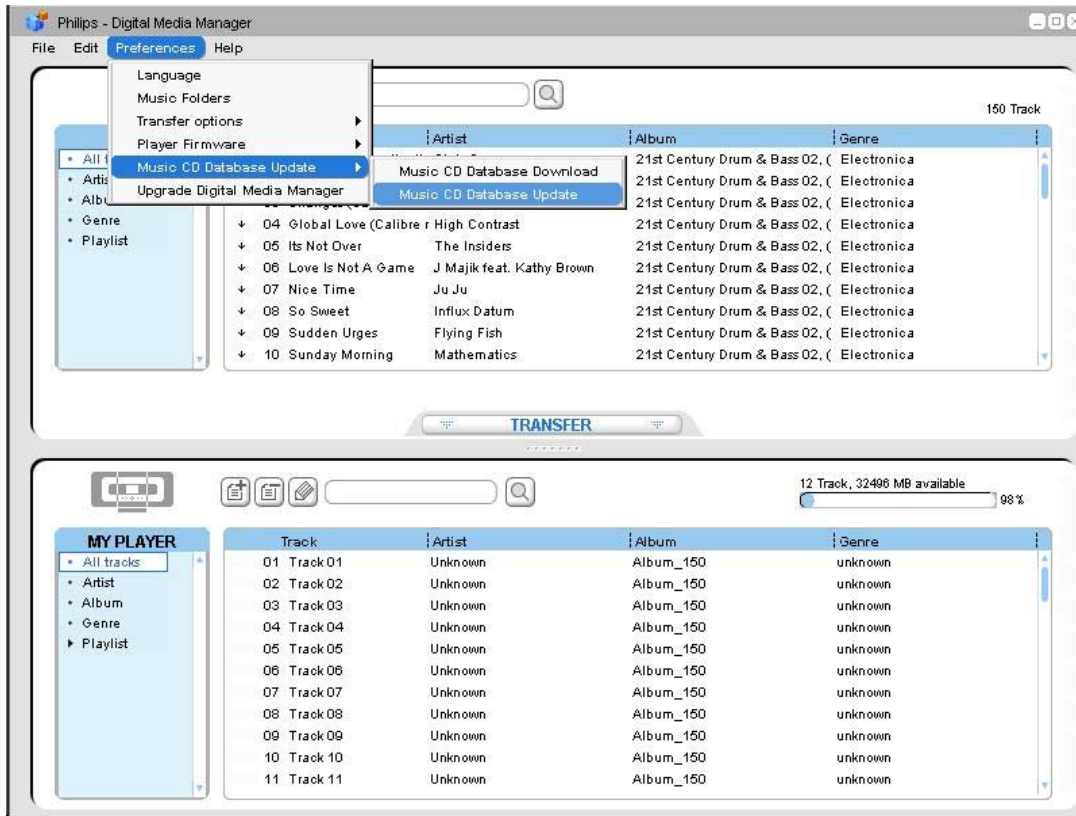 Philips - Digital Media Manager
File Edit Preferences Help
Language
Music Folders
Transfer options
Player Firmware
Music CD Database Update
Upgrade Digital Media Manager
Music CD Database Download
Music CD Database Update
150 Track
Artist Album Genre
21st Century Drum & Bass 02, ( Electronica
21st Century Drum & Bass 02, ( Electronica
21st Century Drum & Bass 02, ( Electronica
04 Global Love (Calibre r High Contrast 21st Century Drum & Bass 02, ( Electronica
05 Its Not Over The Insiders 21st Century Drum & Bass 02, ( Electronica
06 Love Is Not A Game J Majik feat. Kathy Brown 21st Century Drum & Bass 02, ( Electronica
07 Nice Time Ju Ju 21st Century Drum & Bass 02, ( Electronica
08 So Sweet Influx Datum 21st Century Drum & Bass 02, ( Electronica
09 Sudden Urges Flying Fish 21st Century Drum & Bass 02, ( Electronica
10 Sunday Morning Mathematics 21st Century Drum & Bass 02, ( Electronica
Genre
Playlist
TRANSFER
12 Track, 32496 MB available
98%
MY PLAYER
All tracks
Artist
Album
Genre
Playlist
Track Artist Album Genre
01 Track 01 Unknown Album_150 unknown
02 Track 02 Unknown Album_150 unknown
03 Track 03 Unknown Album_150 unknown
04 Track 04 Unknown Album_150 unknown
05 Track 05 Unknown Album_150 unknown
06 Track 06 Unknown Album_150 unknown
07 Track 07 Unknown Album_150 unknown
08 Track 08 Unknown Album_150 unknown
09 Track 09 Unknown Album_150 unknown
10 Track 10 Unknown Album_150 unknown
11 Track 11 Unknown Album_150 unknown